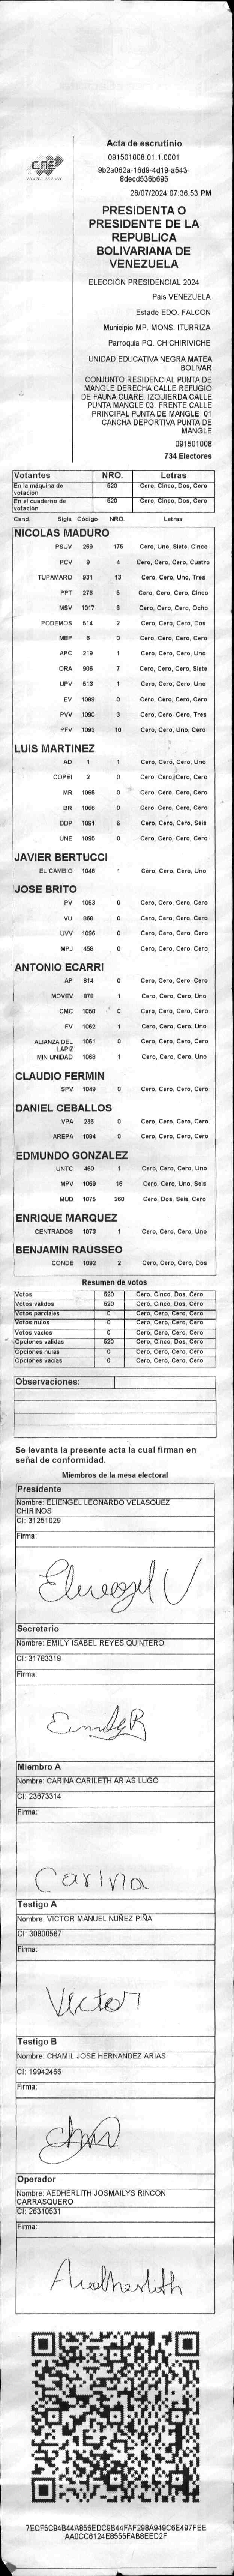 CNE
Acta de escrutinio
091501008.01.1.0001
9b2a062a-16d9-4d19-a543-
8decd536b695
28/07/2024 07:36:53 PM
PRESIDENTA O
PRESIDENTE DE LA
REPUBLICA
BOLIVARIANA DE
VENEZUELA
ELECCIÓN PRESIDENCIAL 2024
Pais VENEZUELA
Estado EDO. FALCON
Municipio MP. MONS. ITURRIZA
Parroquia PQ. CHICHIRIVICHE
UNIDAD EDUCATIVA NEGRA MATEA
BOLIVAR
CONJUNTO RESIDENCIAL PUNTA DE
MANGLE DERECHA CALLE REFUGIO
DE FAUNA CUARE. IZQUIERDA CALLE
PUNTA MANGLE 03. FRENTE CALLE
PRINCIPAL PUNTA DE MANGLE 01
CANCHA DEPORTIVA PUNTA DE
MANGLE
091501008
734 Electores
Votantes NRO. Letras
En la máquina de votación 520 Cero, Cinco, Dos, Cero
En el cuaderno de votación 520 Cero, Cinco, Dos, Cero
Cand. Sigla Código NRO. Letras
NICOLAS MADURO
PSUV 269 175 Cero, Uno, Siete, Cinco
PCV 9 4 Cero, Cero, Cero, Cuatro
TUPAMARO 931 13 Cero, Cero, Uno, Tres
PPT 276 5 Cero, Cero, Cero, Cinco
MSV 1017 8 Cero, Cero, Cero, Ocho
PODEMOS 514 2 Cero, Cero, Cero, Dos
MEP 6 0 Cero, Cero, Cero, Cero
APC 219 1 Cero, Cero, Cero, Uno
ORA 906 7 Cero, Cero, Cero, Siete
UPV 513 1 Cero, Cero, Cero, Uno
EV 1089 0 Cero, Cero, Cero, Cero
PVV 1090 3 Cero, Cero, Cero, Tres
PFV 1093 10 Cero, Cero, Uno, Cero
LUIS MARTINEZ
AD 1 1 Cero, Cero, Cero, Uno
COPEI 2 0 Cero, Cero, Cero, Cero
MR 1065 0 Cero, Cero, Cero, Cero
BR 1066 0 Cero, Cero, Cero, Cero
DDP 1091 6 Cero, Cero, Cero, Seis
UNE 1095 0 Cero, Cero, Cero, Cero
JAVIER BERTUCCI
EL CAMBIO 1048 1 Cero, Cero, Cero, Uno
JOSE BRITO
PV 1053 0 Cero, Cero, Cero, Cero
VU 868 0 Cero, Cero, Cero, Cero
UVV 1096 0 Cero, Cero, Cero, Cero
MPJ 458 0 Cero, Cero, Cero, Cero
ANTONIO ECARRI
AP 814 0 Cero, Cero, Cero, Cero
MOVEV 878 1 Cero, Cero, Cero, Uno
CMC 1050 0 Cero, Cero, Cero, Cero
FV 1062 1 Cero, Cero, Cero, Uno
ALIANZA DEL LAPIZ 1051 0 Cero, Cero, Cero, Cero
MIN UNIDAD 1068 1 Cero, Cero, Cero, Uno
CLAUDIO FERMIN
SPV 1049 0 Cero, Cero, Cero, Cero
DANIEL CEBALLOS
VPA 236 0 Cero, Cero, Cero, Cero
AREPA 1094 0 Cero, Cero, Cero, Cero
EDMUNDO GONZALEZ
UNTC 460 1 Cero, Cero, Cero, Uno
MPV 1069 16 Cero, Cero, Uno, Seis
MUD 1075 260 Cero, Dos, Seis, Cero
ENRIQUE MARQUEZ
CENTRADOS 1073 1 Cero, Cero, Cero, Uno
BENJAMIN RAUSSEO
CONDE 1092 2 Cero, Cero, Cero, Dos
Resumen de votos
Votos 520 Cero, Cinco, Dos, Cero
Votos validos 520 Cero, Cinco, Dos, Cero
Votos parciales 0 Cero, Cero, Cero, Cero
Votos nulos 0 Cero, Cero, Cero, Cero
Votos vacios 0 Cero, Cero, Cero, Cero
Opciones validas 520 Cero, Cinco, Dos, Cero
Opciones nulas 0 Cero, Cero, Cero, Cero
Opciones vacias 0 Cero, Cero, Cero, Cero
Observaciones:
Se levanta la presente acta la cual firman en
señal de conformidad.
Miembros de la mesa electoral
Presidente
Nombre: ELIENGEL LEONARDO VELASQUEZ
CHIRINOS
CI: 31251029
Firma:
Secretario
Nombre: EMILY ISABEL REYES QUINTERO
CI: 31783319
Firma:
Miembro A
Nombre: CARINA CARILETH ARIAS LUGO
CI: 23673314
Firma:
Carina
Testigo A
Nombre: VICTOR MANUEL NUÑEZ PIÑA
CI: 30800567
Firma:
Victor
Testigo B
Nombre: CHAMIL JOSE HERNANDEZ ARIAS
CI: 19942466
Firma:
Operador
Nombre: AEDHERLITH JOSMAILYS RINCON
CARRASQUERO
CI: 26310531
Firma:
Aedherlith
7ECF5C94B44A856EDC9B44FAF298A949C6E497FEE
AA0CC6124E8555FAB8EED2F